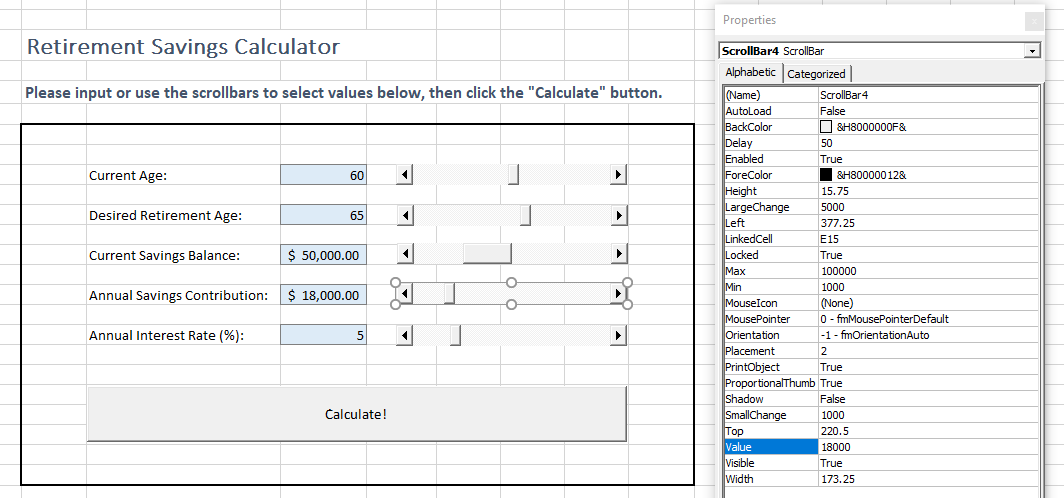 Retirement Savings Calculator
Please input or use the scrollbars to select values below, then click the "Calculate" button.
Current Age: 60
Desired Retirement Age: 65
Current Savings Balance: $ 50,000.00
Annual Savings Contribution: $ 18,000.00
Annual Interest Rate (%): 5
Calculate!
Properties
x
ScrollBar4 ScrollBar
Alphabetic Categorized
(Name) ScrollBar4
AutoLoad False
BackColor &H8000000F&
Delay 50
Enabled True
ForeColor &H80000012&
Height 15.75
LargeChange 5000
Left 377.25
LinkedCell E15
Locked True
Max 100000
Min 1000
MouseIcon (None)
MousePointer 0 - fmMousePointerDefault
Orientation -1 - fmOrientationAuto
Placement 2
PrintObject True
ProportionalThumb True
Shadow False
SmallChange 1000
Top 220.5
Value 18000
Visible True
Width 173.25